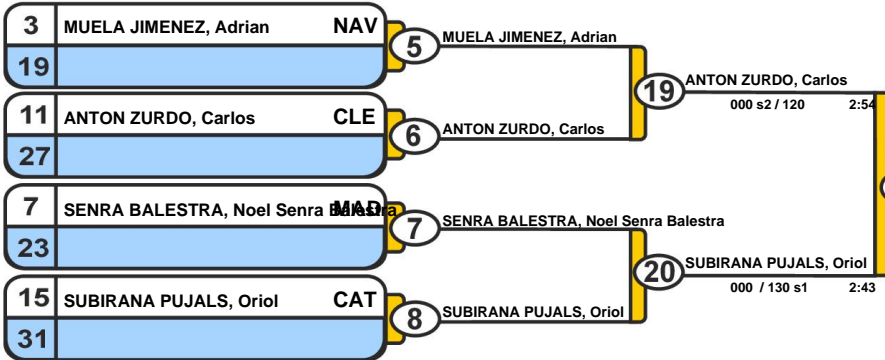 3 MUELA JIMENEZ, Adrian NAV
19
5 MUELA JIMENEZ, Adrian
11 ANTON ZURDO, Carlos CLE
27
6 ANTON ZURDO, Carlos
19 ANTON ZURDO, Carlos
000 s2 / 120 2:54
7 SENRA BALESTRA, Noel Senra Balestra MAD
23
7 SENRA BALESTRA, Noel Senra Balestra
15 SUBIRANA PUJALS, Oriol CAT
31
8 SUBIRANA PUJALS, Oriol
20 SUBIRANA PUJALS, Oriol
000 / 130 s1 2:43